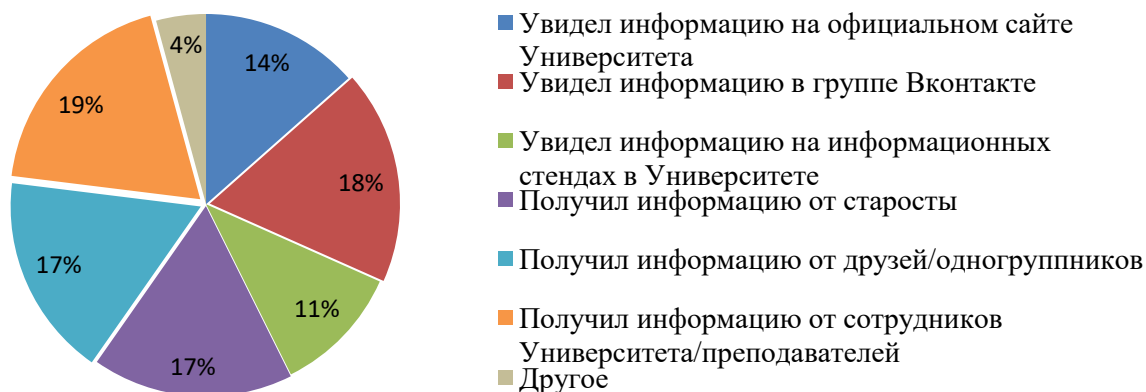 4%
14%
19%
18%
17%
11%
17%
Увидел информацию на официальном сайте
Университета
Увидел информацию в группе Вконтакте
Увидел информацию на информационных
стендах в Университете
Получил информацию от старосты
Получил информацию от друзей/одногруппников
Получил информацию от сотрудников
Университета/преподавателей
Другое